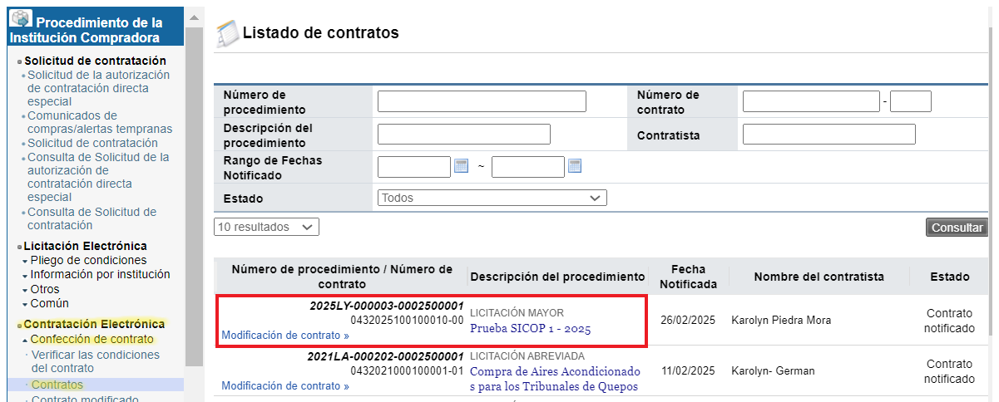 Procedimiento de la
Institución Compradora
Solicitud de contratación
Solicitud de la autorización
de contratación directa
especial
Comunicados de
compras/alertas tempranas
Solicitud de contratación
Consulta de Solicitud de la
autorización de
contratación directa
especial
Consulta de Solicitud de
contratación
Licitación Electrónica
Pliego de condiciones
Información por institución
Otros
Común
Contratación Electrónica
Confección de contrato
Verificar las condiciones
del contrato
Contratos
Contrato modificado
Listado de contratos
Número de
procedimiento
Número de
contrato
-
Descripción del
procedimiento
Contratista
Rango de Fechas
Notificado
~
Estado
Todos
10 resultados
Consultar
Número de procedimiento / Número de
contrato
Descripción del procedimiento
Fecha
Notificada
Nombre del contratista
Estado
2025LY-000003-0002500001
0432025100100010-00
Modificación de contrato »
LICITACIÓN MAYOR
Prueba SICOP 1 - 2025
26/02/2025
Karolyn Piedra Mora
Contrato
notificado
2021LA-000202-0002500001
0432021000100001-01
Modificación de contrato »
LICITACIÓN ABREVIADA
Compra de Aires Acondicionado
s para los Tribunales de Quepos
11/02/2025
Karolyn- German
Contrato
notificado